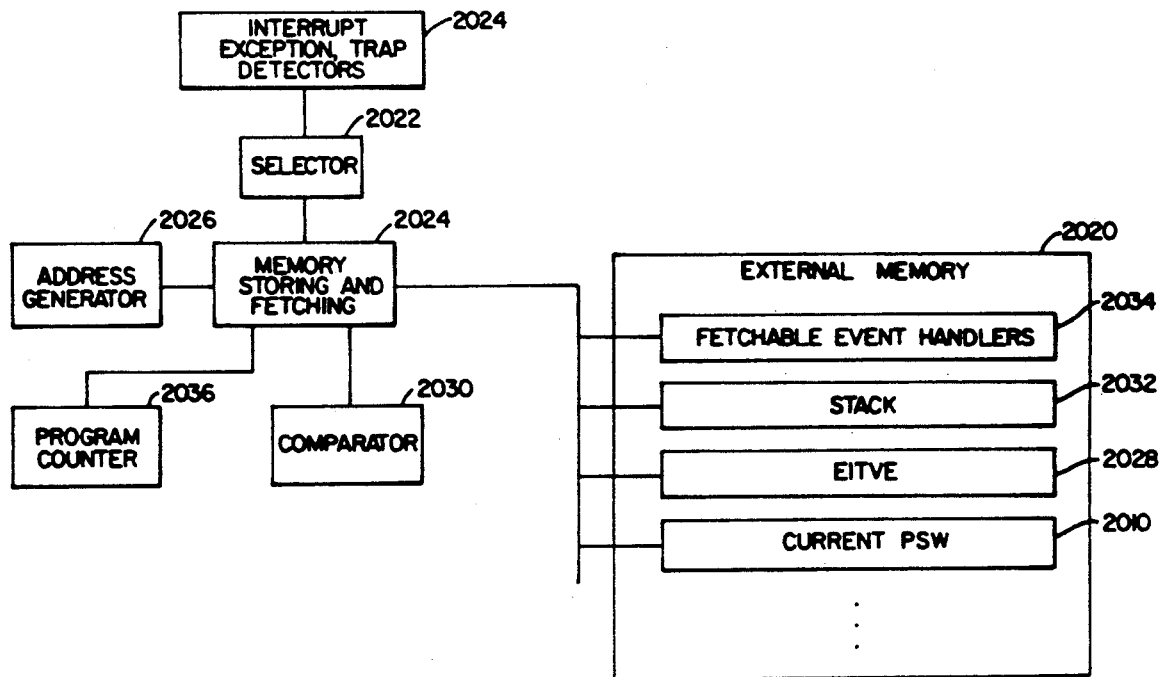 INTERRUPT
EXCEPTION, TRAP
DETECTORS
2024
2022
SELECTOR
2026
ADDRESS
GENERATOR
2024
MEMORY
STORING AND
FETCHING
2036
PROGRAM
COUNTER
2030
COMPARATOR
2020
EXTERNAL MEMORY
2034
FETCHABLE EVENT HANDLERS
2032
STACK
2028
EITVE
2010
CURRENT PSW